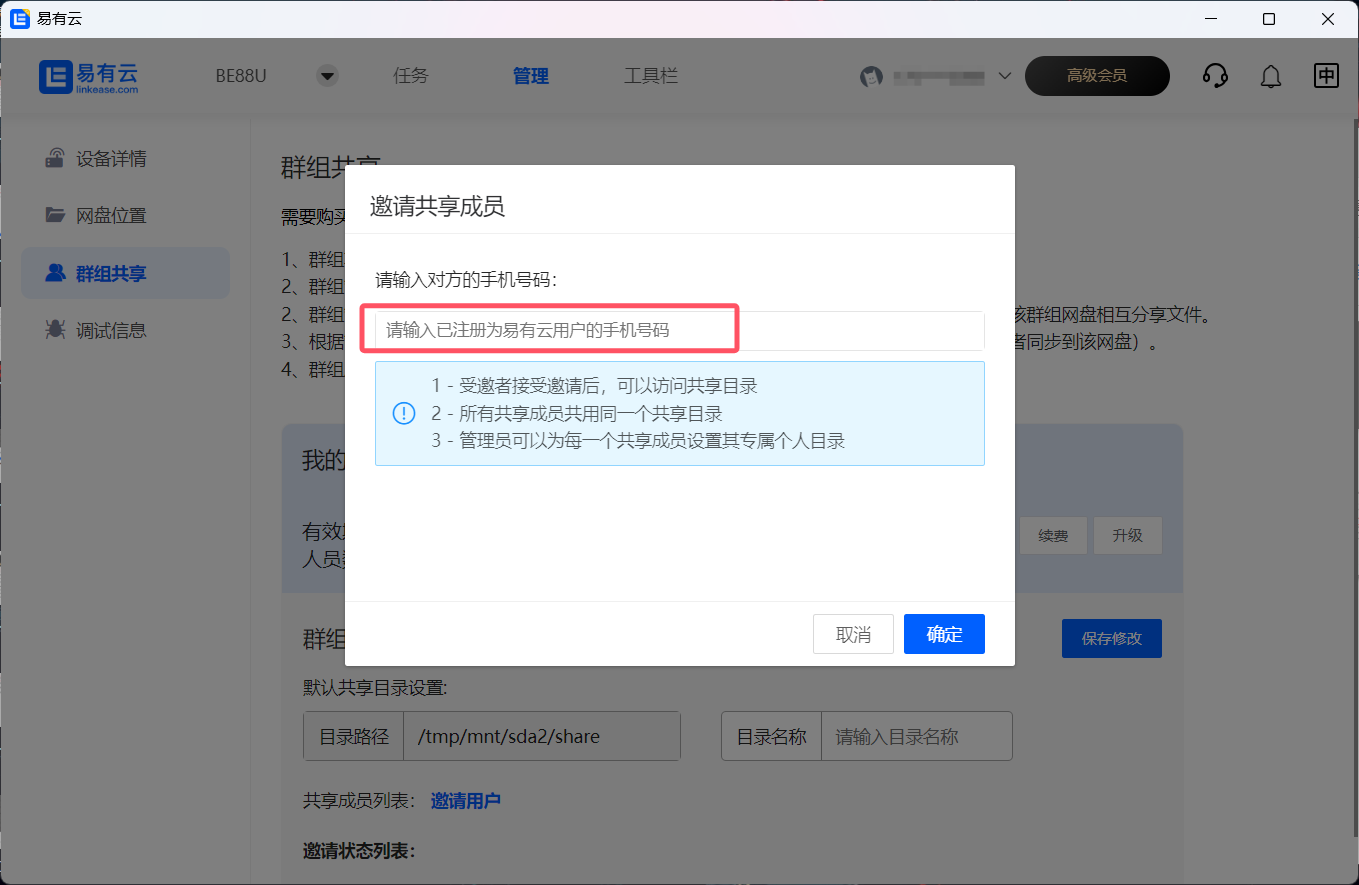 易有云
易有云
linkease.com
BE88U
任务
管理
工具栏
高级会员
中
设备详情
网盘位置
群组共享
调试信息
群组共享
需要购买
1、群组
2、群组
2、群组
该群组网盘相互分享文件。
3、根据
者同步到该网盘）。
4、群组
邀请共享成员
请输入对方的手机号码：
请输入已注册为易有云用户的手机号码
1 - 受邀者接受邀请后，可以访问共享目录
2 - 所有共享成员共用同一个共享目录
3 - 管理员可以为每一个共享成员设置其专属个人目录
取消
确定
我的
有效
人员
续费
升级
群组
保存修改
默认共享目录设置:
目录路径
/tmp/mnt/sda2/share
目录名称
请输入目录名称
共享成员列表：
邀请用户
邀请状态列表：